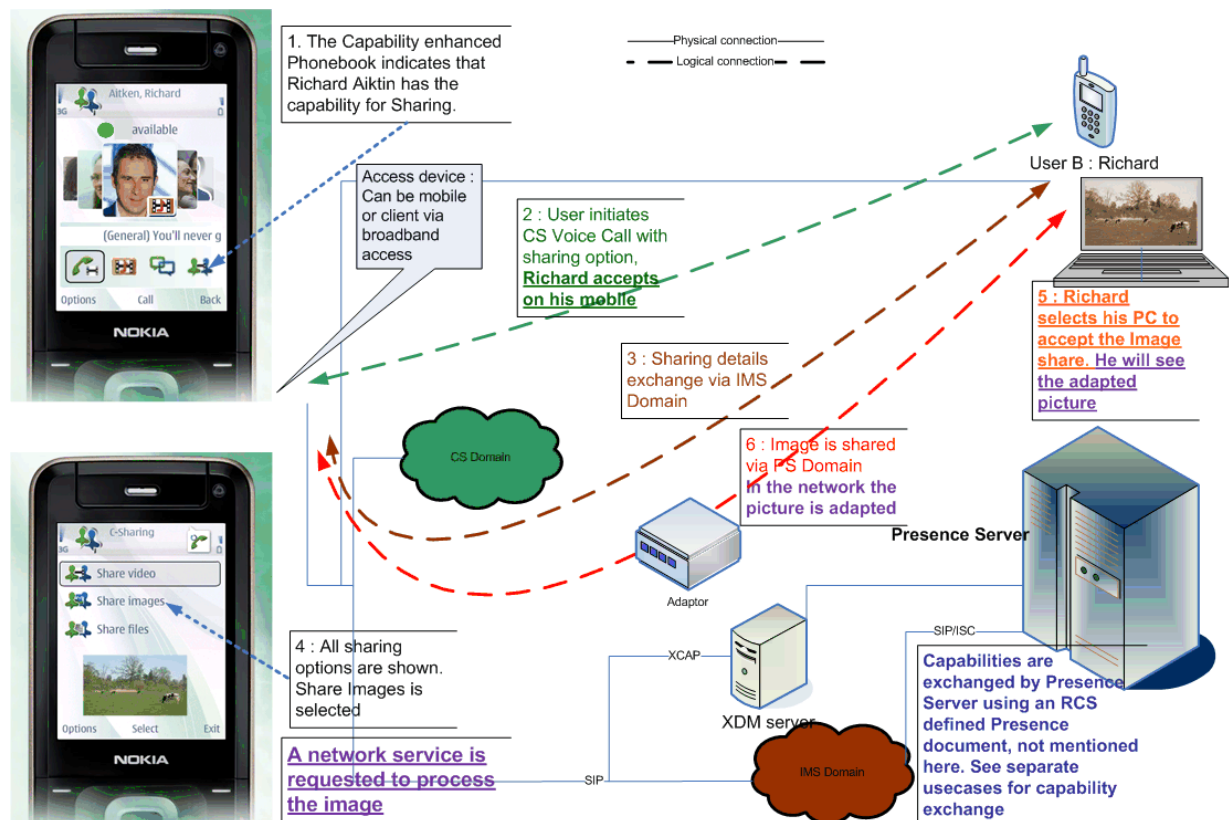 3G
Aitken, Richard
available
(General) You'll never g
Options
Call
Back
NOKIA
1. The Capability enhanced
Phonebook indicates that
Richard Aiktin has the
capability for Sharing.
Physical connection
Logical connection
Access device :
Can be mobile
or client via
broadband
access
2 : User initiates
CS Voice Call with
sharing option,
Richard accepts
on his mobile
User B : Richard
5 : Richard
selects his PC to
accept the Image
share. He will see
the adapted
picture
3 : Sharing details
exchange via IMS
Domain
CS Domain
6 : Image is shared
via PS Domain
In the network the
picture is adapted
Adaptor
Presence Server
3G
C-Sharing
Share video
Share images
Share files
Options
Select
Exit
NOKIA
4 : All sharing
options are shown.
Share Images is
selected
A network service is
requested to process
the image
XCAP
XDM server
SIP
IMS Domain
SIP/ISC
Capabilities are
exchanged by Presence
Server using an RCS
defined Presence
document, not mentioned
here. See separate
usecases for capability
exchange